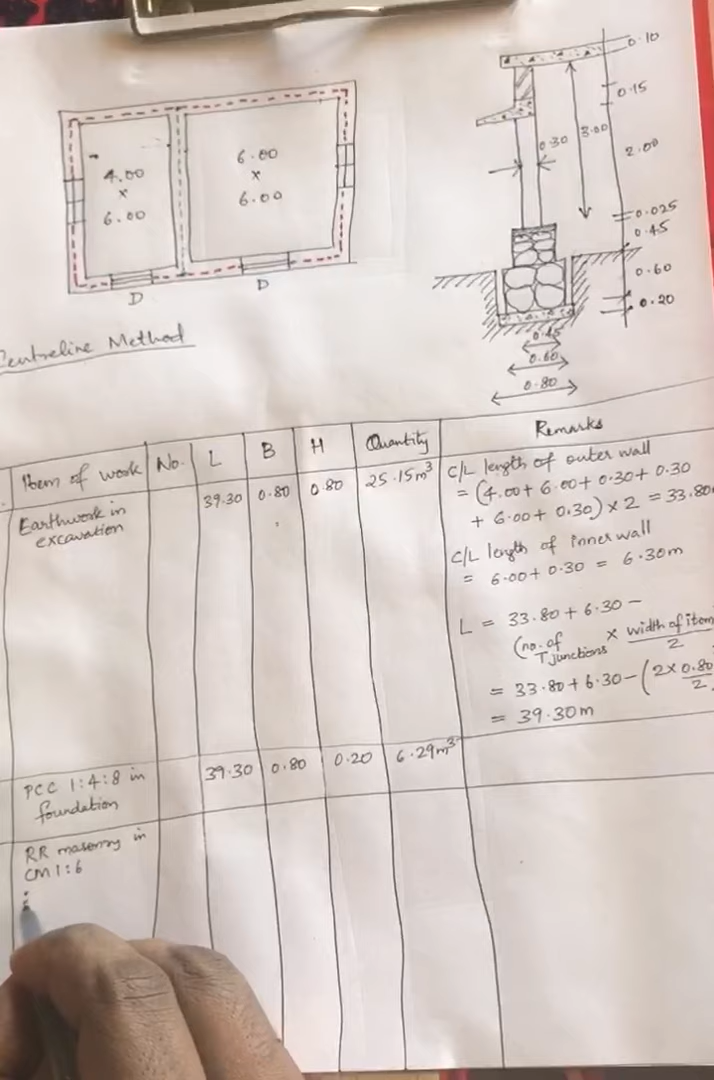 4.00
x
6.00
6.00
x
6.00
D
D
0.10
0.15
0.30
3.00
2.00
0.025
0.45
0.60
0.20
0.45
0.60
0.80
Centreline Method
Item of work No. L B H Quantity Remarks
Earthwork in
excavation
39.30 0.80 0.80 25.15m³
C/L length of outer wall
= (4.00+6.00+0.30+0.30
+ 6.00+0.30) x 2 = 33.80
C/L length of inner wall
= 6.00+0.30 = 6.30m
L = 33.80+6.30 -
(no. of
T junctions x width of item
2
= 33.80+6.30-(2x0.80
2
= 39.30m
PCC 1:4:8 in
foundation
39.30 0.80 0.20 6.29m³
RR masonry in
CM 1:6